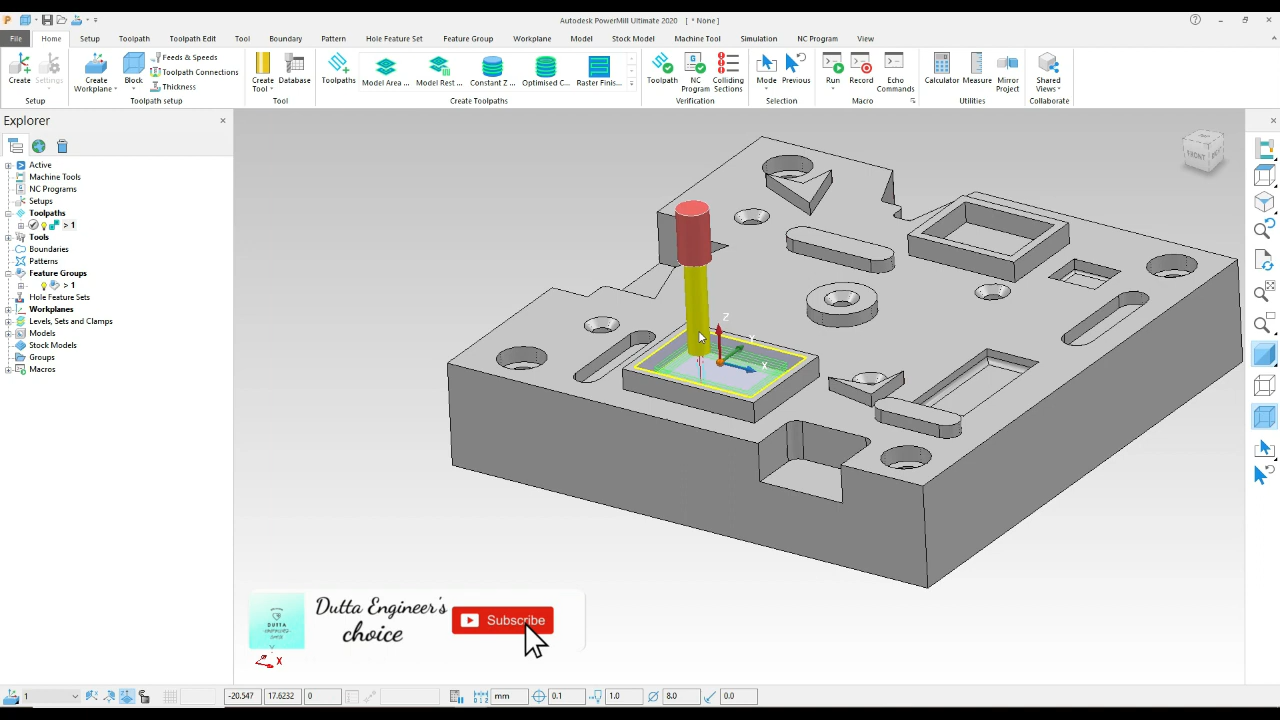 Autodesk PowerMill Ultimate 2020 [ * None ]
File Home Setup Toolpath Toolpath Edit Tool Boundary Pattern Hole Feature Set Feature Group Workplane Model Stock Model Machine Tool Simulation NC Program View
Create
Settings
Setup
Create
Workplane
Block
Feeds & Speeds
Toolpath Connections
Thickness
Toolpath setup
Create
Tool
Database
Tool
Toolpaths
Model Area ...
Model Rest ...
Constant Z ...
Optimised C...
Raster Finis...
Create Toolpaths
Toolpath
NC
Program
Colliding
Sections
Verification
Mode
Previous
Selection
Run
Record
Echo
Commands
Macro
Calculator
Measure
Mirror
Project
Utilities
Shared
Views
Collaborate
Explorer
Active
Machine Tools
NC Programs
Setups
Toolpaths
> 1
Tools
Boundaries
Patterns
Feature Groups
> 1
Hole Feature Sets
Workplanes
Levels, Sets and Clamps
Models
Stock Models
Groups
Macros
FRONT
Z
Y
X
DUTTA
Dutta Engineer's
choice
Subscribe
X
1 -20.547 17.6232 0 mm 0.1 1.0 8.0 0.0